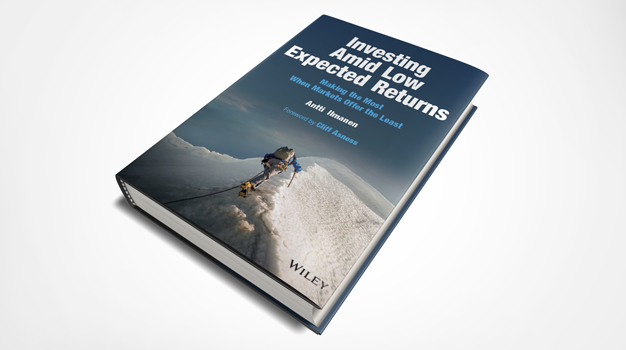 Investing
Amid Low
Expected Returns
Making the Most
When Markets Offer the Least
Antti Ilmanen
Foreword by Cliff Asness
WILEY